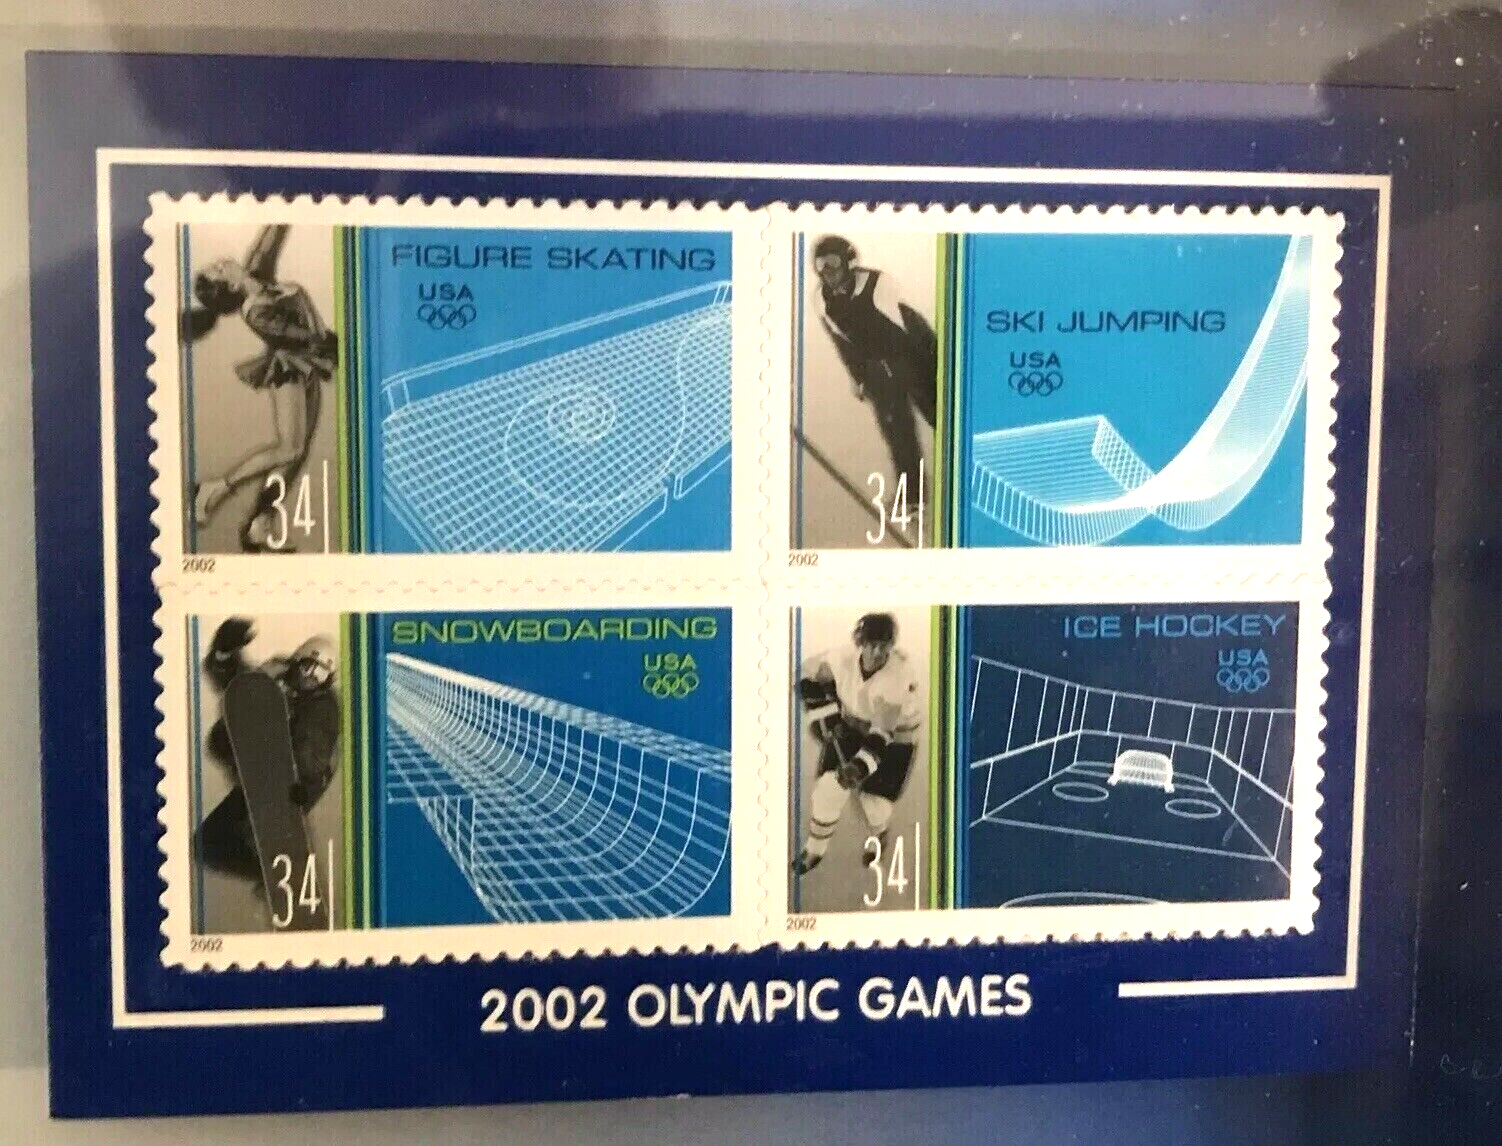 FIGURE SKATING
USA
34
2002
SKI JUMPING
USA
34
2002
SNOWBOARDING
USA
34
2002
ICE HOCKEY
USA
34
2002
2002 OLYMPIC GAMES